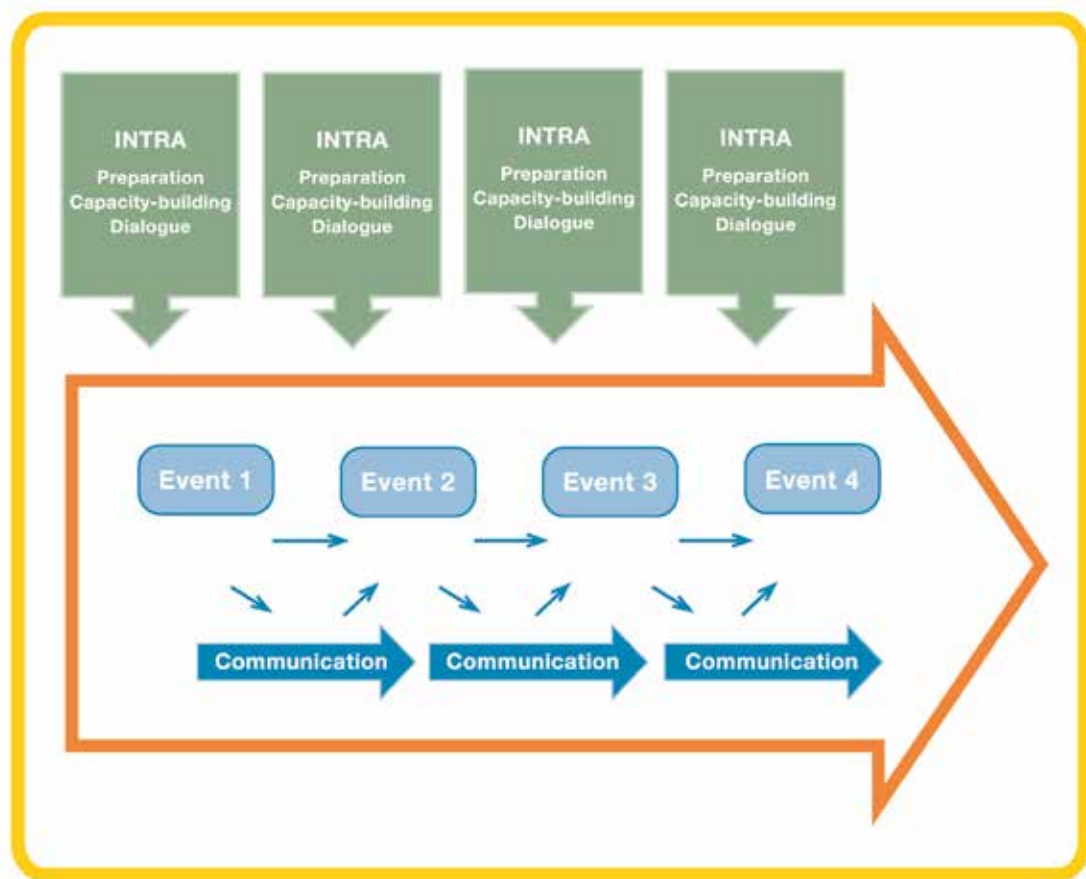 INTRA
Preparation
Capacity-building
Dialogue
INTRA
Preparation
Capacity-building
Dialogue
INTRA
Preparation
Capacity-building
Dialogue
INTRA
Preparation
Capacity-building
Dialogue
Event 1
Event 2
Event 3
Event 4
Communication
Communication
Communication